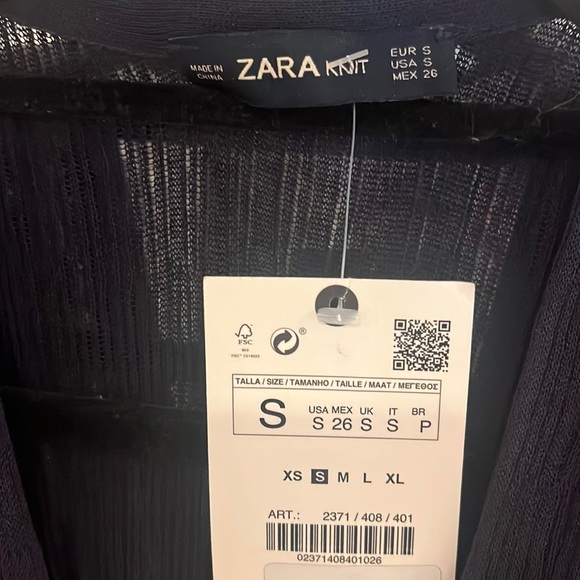 MADE IN
CHINA
ZARA KNIT
EUR S
USA S
MEX 26
FSC
®
TALLA / SIZE / TAMANHO / TAILLE / MAAT / ΜΕΓΕΘΟΣ
S
USA MEX UK IT BR
S 26 S S P
XS S M L XL
ART.: 2371 / 408 / 401
02371408401026